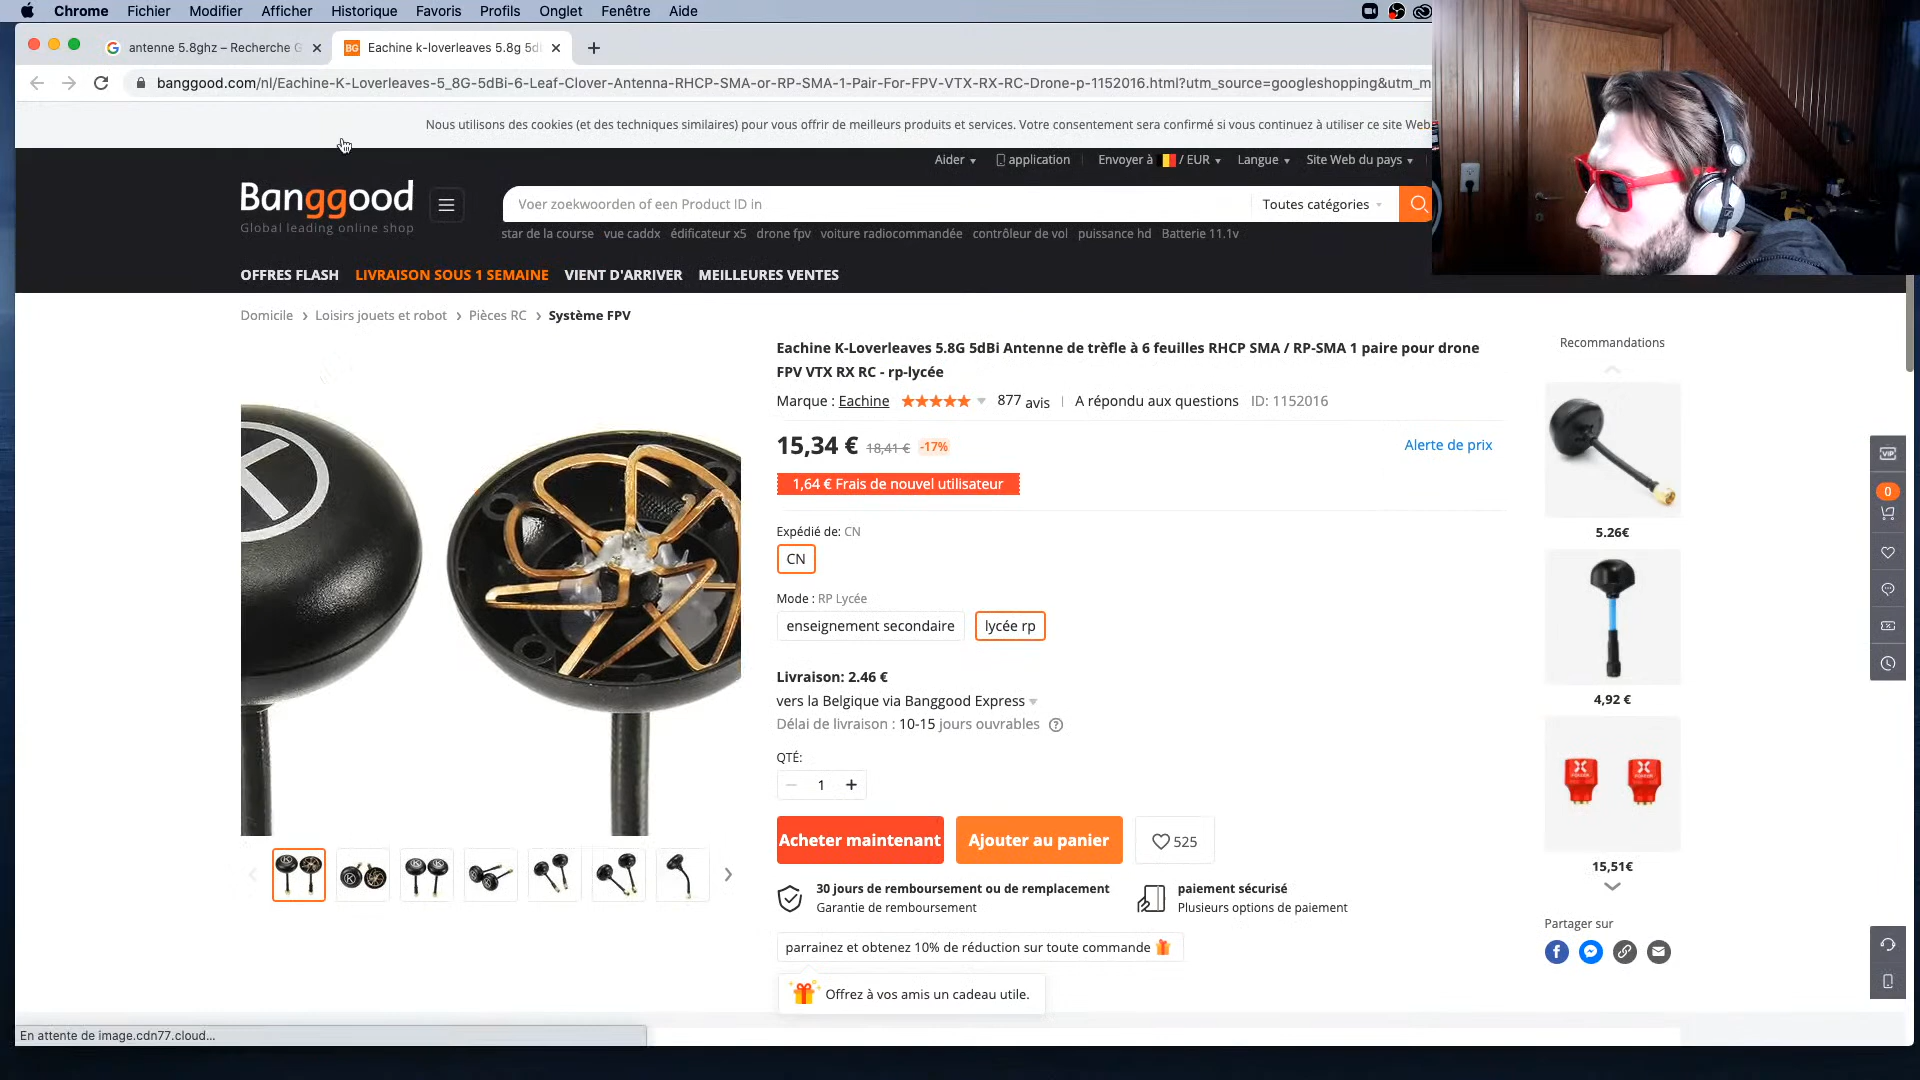 Chrome Fichier Modifier Afficher Historique Favoris Profils Onglet Fenêtre Aide
antenne 5.8ghz – Recherche G
BG Eachine k-loverleaves 5.8g 5d
banggood.com/nl/Eachine-K-Loverleaves-5_8G-5dBi-6-Leaf-Clover-Antenna-RHCP-SMA-or-RP-SMA-1-Pair-For-FPV-VTX-RX-RC-Drone-p-1152016.html?utm_source=googleshopping&utm_m
Nous utilisons des cookies (et des techniques similaires) pour vous offrir de meilleurs produits et services. Votre consentement sera confirmé si vous continuez à utiliser ce site Web
Aider application Envoyer à / EUR Langue Site Web du pays
Banggood
Global leading online shop
Voer zoekwoorden of een Product ID in Toutes catégories
star de la course vue caddx édificateur x5 drone fpv voiture radiocommandée contrôleur de vol puissance hd Batterie 11.1v
OFFRES FLASH LIVRAISON SOUS 1 SEMAINE VIENT D'ARRIVER MEILLEURES VENTES
Domicile > Loisirs jouets et robot > Pièces RC > Système FPV
Eachine K-Loverleaves 5.8G 5dBi Antenne de trèfle à 6 feuilles RHCP SMA / RP-SMA 1 paire pour drone
FPV VTX RX RC - rp-lycée
Marque : Eachine 877 avis A répondu aux questions ID: 1152016
15,34 € 18,41 € -17% Alerte de prix
1,64 € Frais de nouvel utilisateur
Expédié de: CN
CN
Mode : RP Lycée
enseignement secondaire lycée rp
Livraison: 2.46 €
vers la Belgique via Banggood Express
Délai de livraison : 10-15 jours ouvrables ?
QTÉ:
− 1 +
Acheter maintenant Ajouter au panier 525
30 jours de remboursement ou de remplacement
Garantie de remboursement
paiement sécurisé
Plusieurs options de paiement
parrainez et obtenez 10% de réduction sur toute commande
Offrez à vos amis un cadeau utile.
K
Recommandations
5.26€
4,92 €
15,51€
Partager sur
VIP
0
En attente de image.cdn77.cloud...